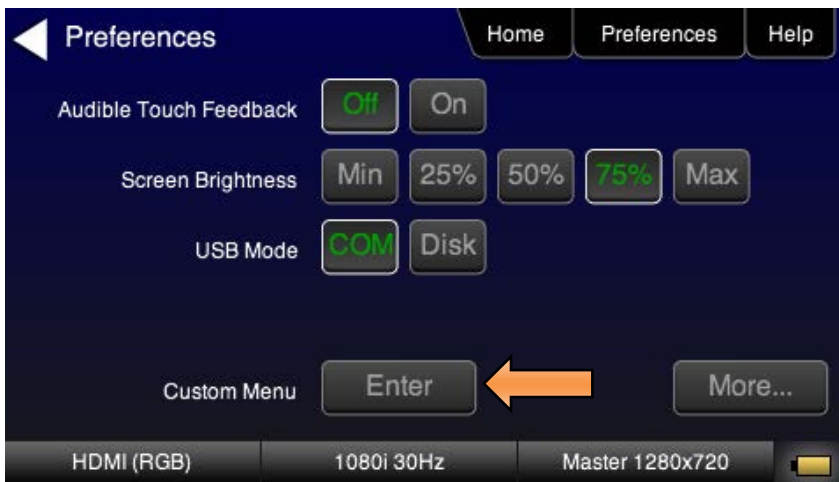 Preferences Home Preferences Help
Audible Touch Feedback Off On
Screen Brightness Min 25% 50% 75% Max
USB Mode COM Disk
Custom Menu Enter More...
HDMI (RGB) 1080i 30Hz Master 1280x720